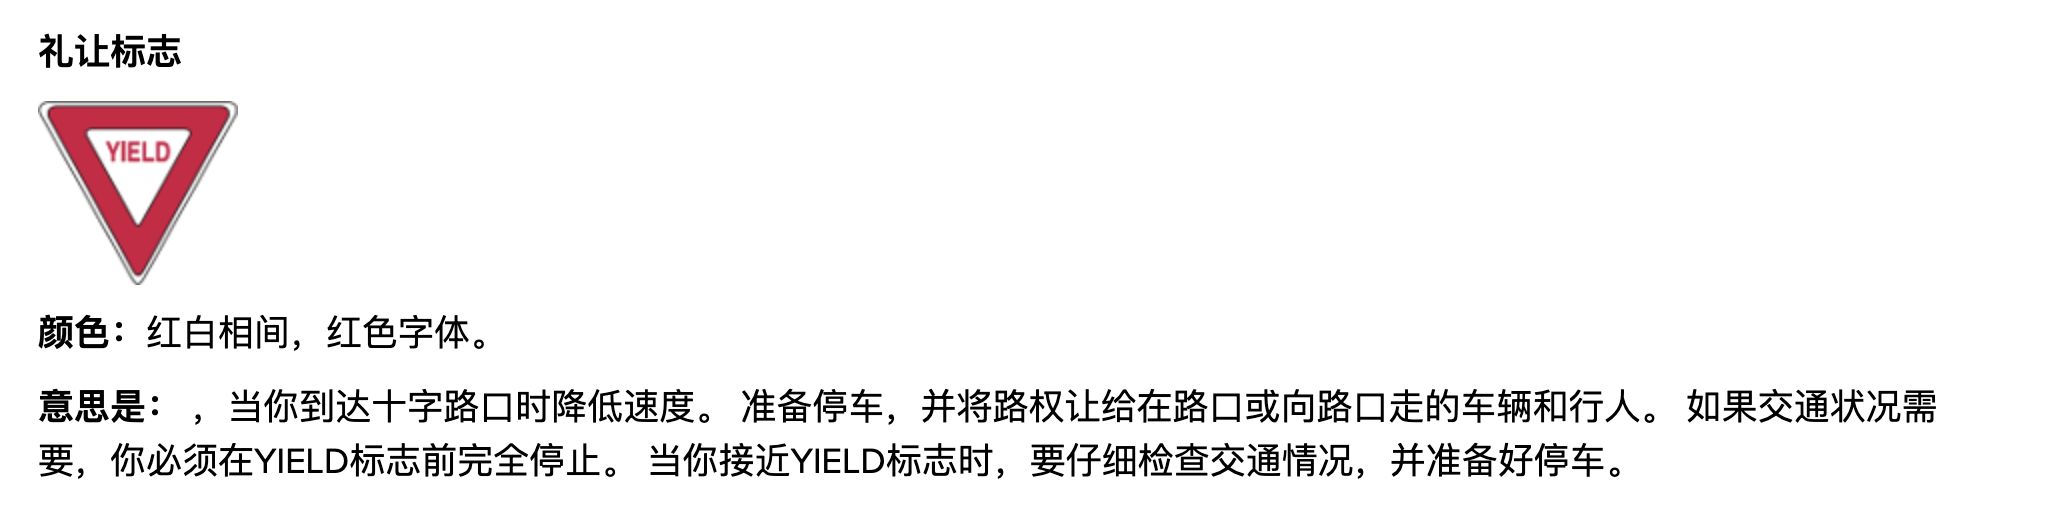 礼让标志
YIELD
颜色：红白相间，红色字体。
意思是： ，当你到达十字路口时降低速度。 准备停车，并将路权让给在路口或向路口走的车辆和行人。 如果交通状况需
要，你必须在YIELD标志前完全停止。 当你接近YIELD标志时，要仔细检查交通情况，并准备好停车。